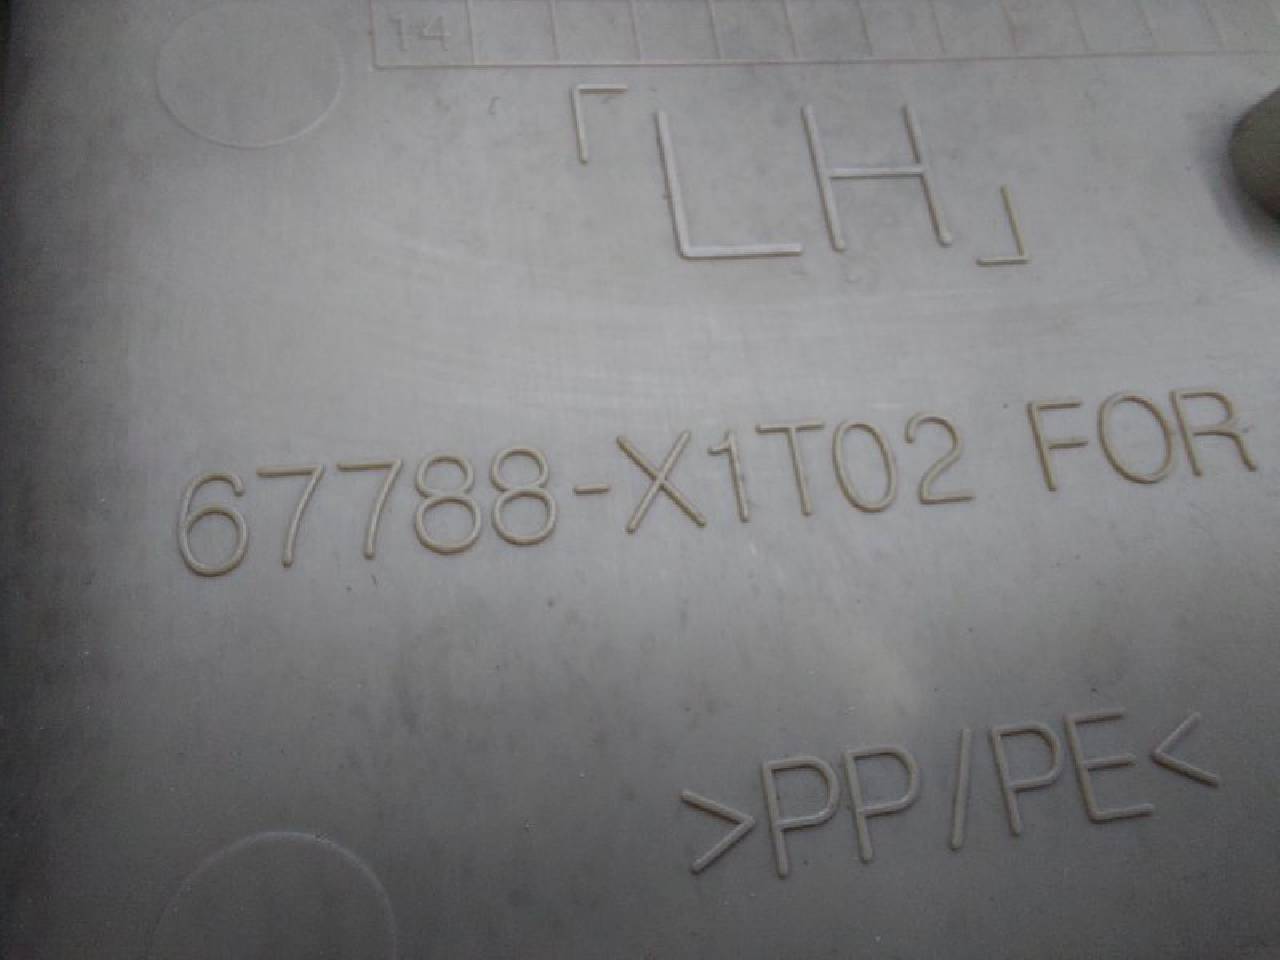 14
「LH」
67788-X1T02 FOR
>PP/PE<